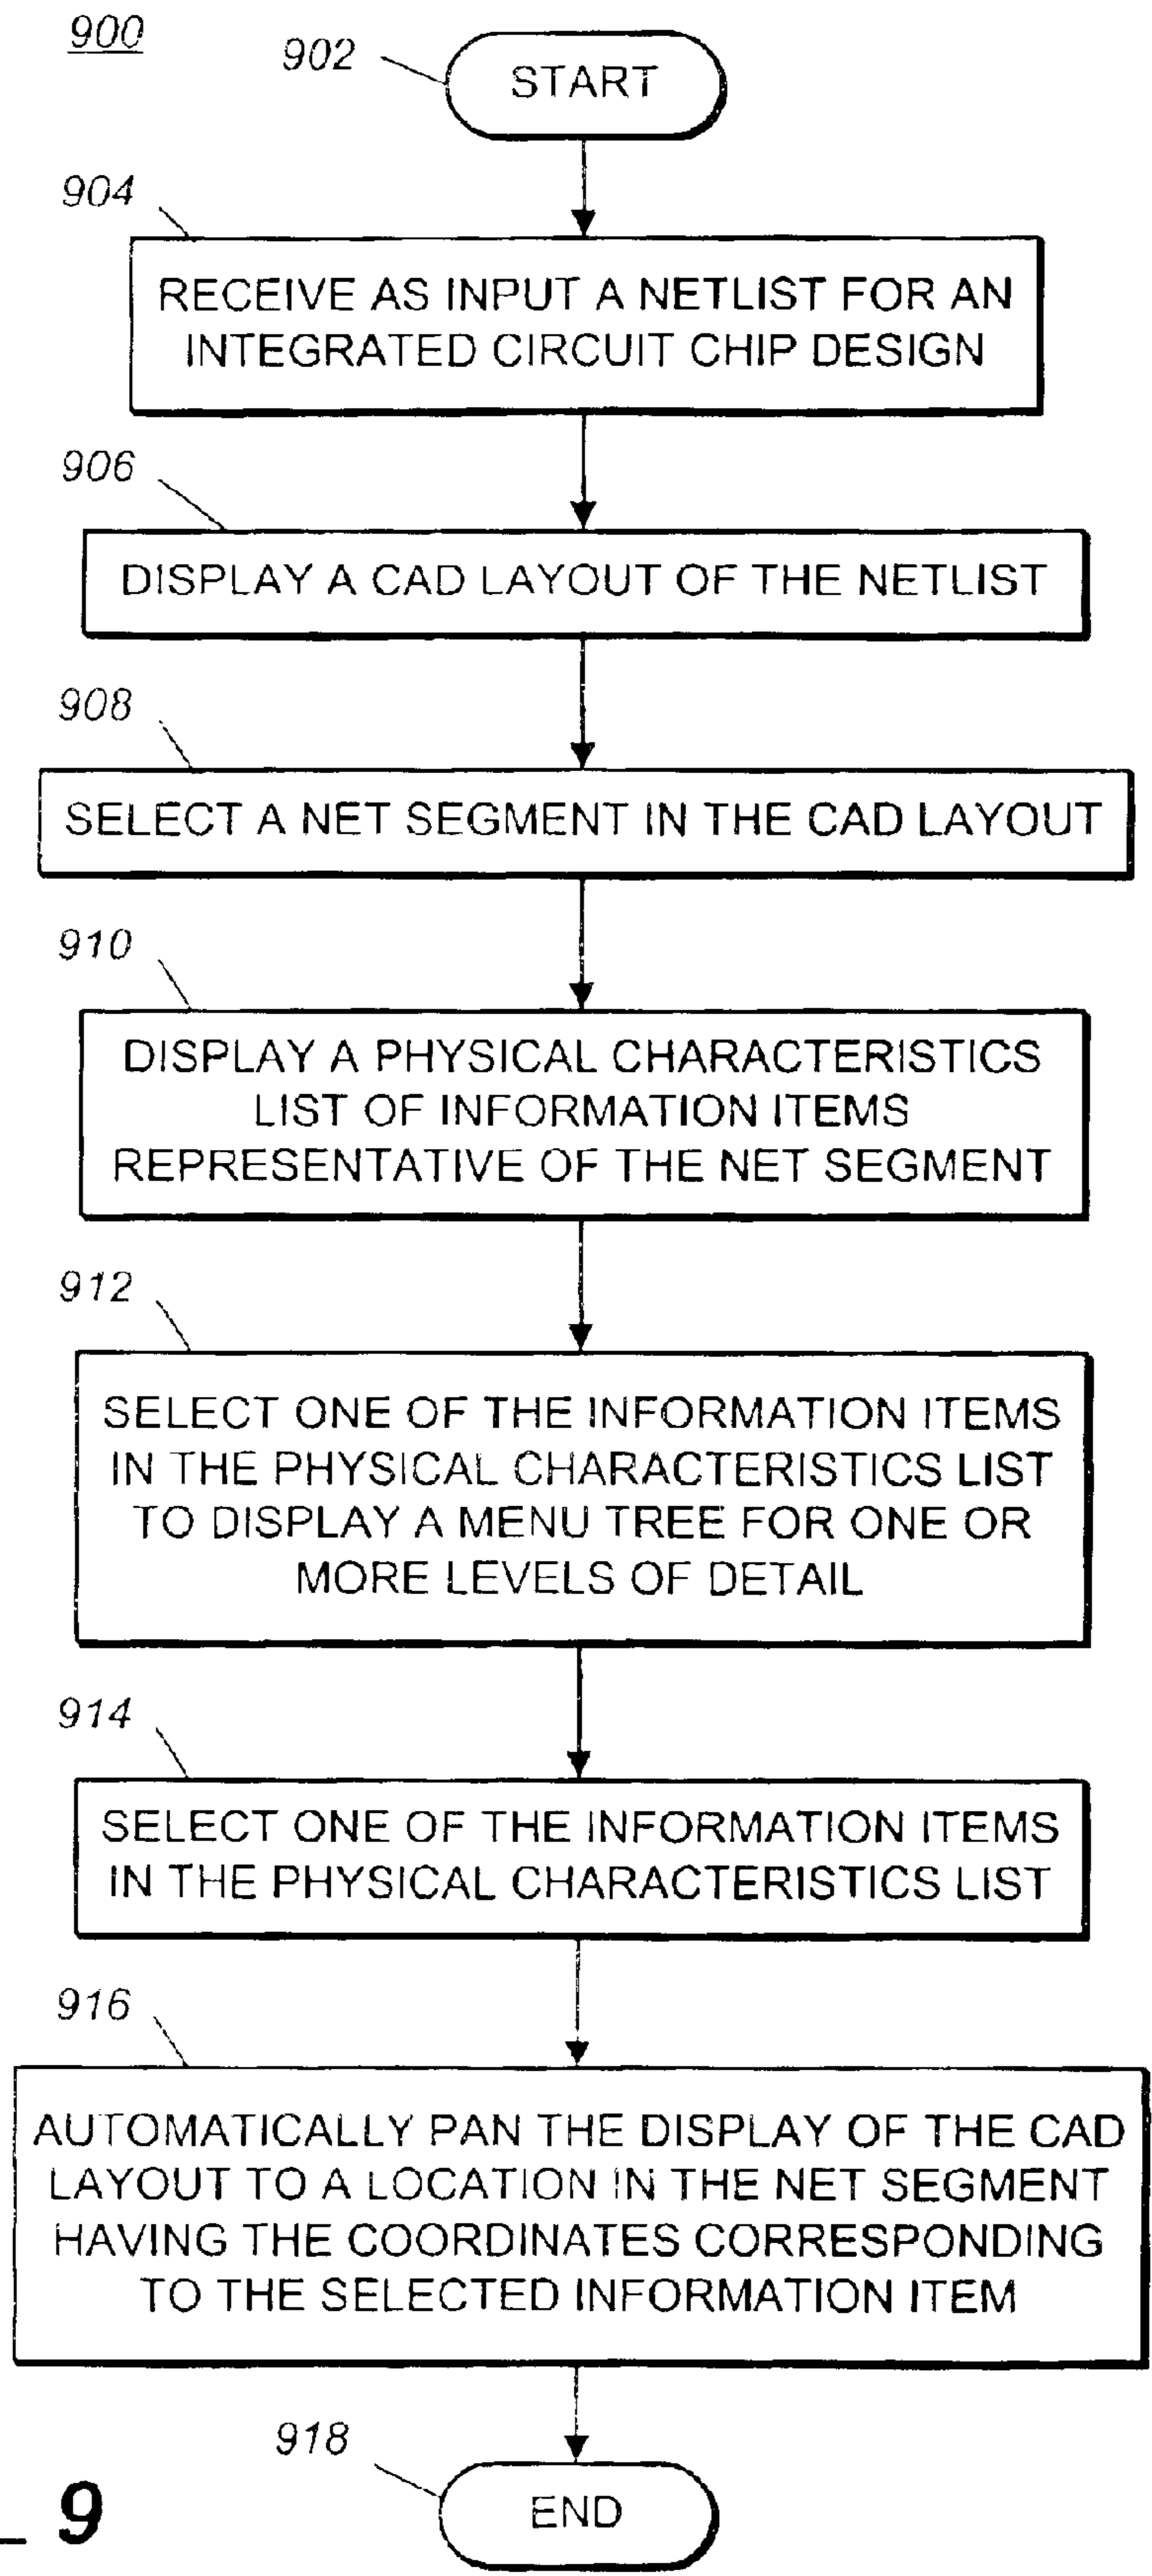 900
902
START
904
RECEIVE AS INPUT A NETLIST FOR AN
INTEGRATED CIRCUIT CHIP DESIGN
906
DISPLAY A CAD LAYOUT OF THE NETLIST
908
SELECT A NET SEGMENT IN THE CAD LAYOUT
910
DISPLAY A PHYSICAL CHARACTERISTICS
LIST OF INFORMATION ITEMS
REPRESENTATIVE OF THE NET SEGMENT
912
SELECT ONE OF THE INFORMATION ITEMS
IN THE PHYSICAL CHARACTERISTICS LIST
TO DISPLAY A MENU TREE FOR ONE OR
MORE LEVELS OF DETAIL
914
SELECT ONE OF THE INFORMATION ITEMS
IN THE PHYSICAL CHARACTERISTICS LIST
916
AUTOMATICALLY PAN THE DISPLAY OF THE CAD
LAYOUT TO A LOCATION IN THE NET SEGMENT
HAVING THE COORDINATES CORRESPONDING
TO THE SELECTED INFORMATION ITEM
918
END
_ 9